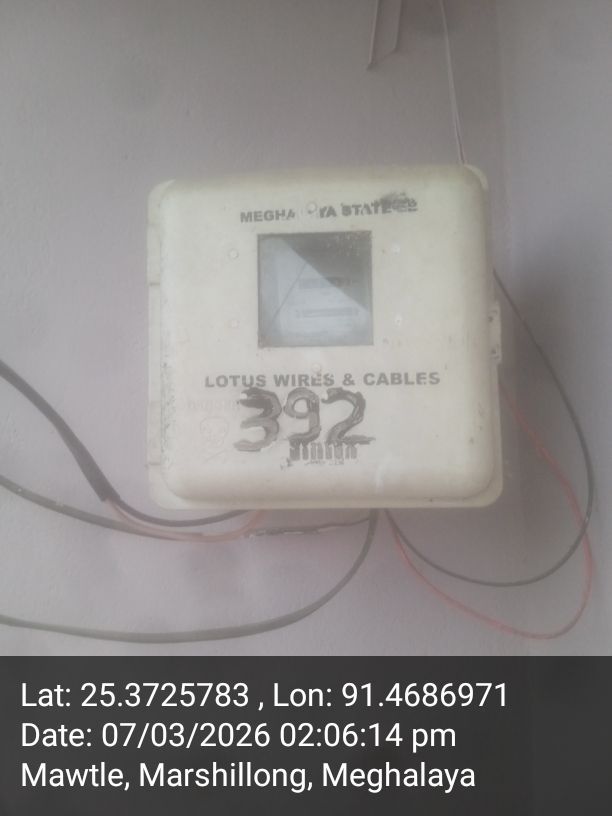 STATE
LOTUS WIRES & CABLES
392
Lat: 25.3725783 , Lon: 91.4686971
Date: 07/03/2026 02:06:14 pm
Mawtle, Marshillong, Meghalaya